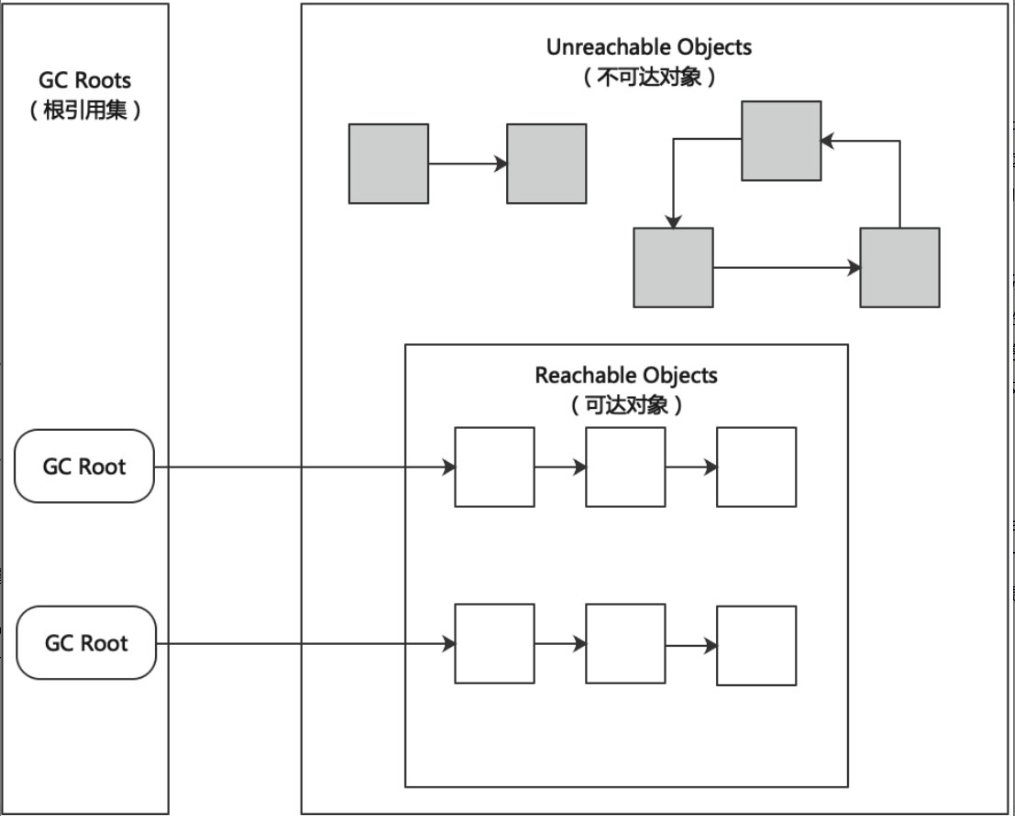 GC Roots
（根引用集）
Unreachable Objects
（不可达对象）
Reachable Objects
（可达对象）
GC Root
GC Root